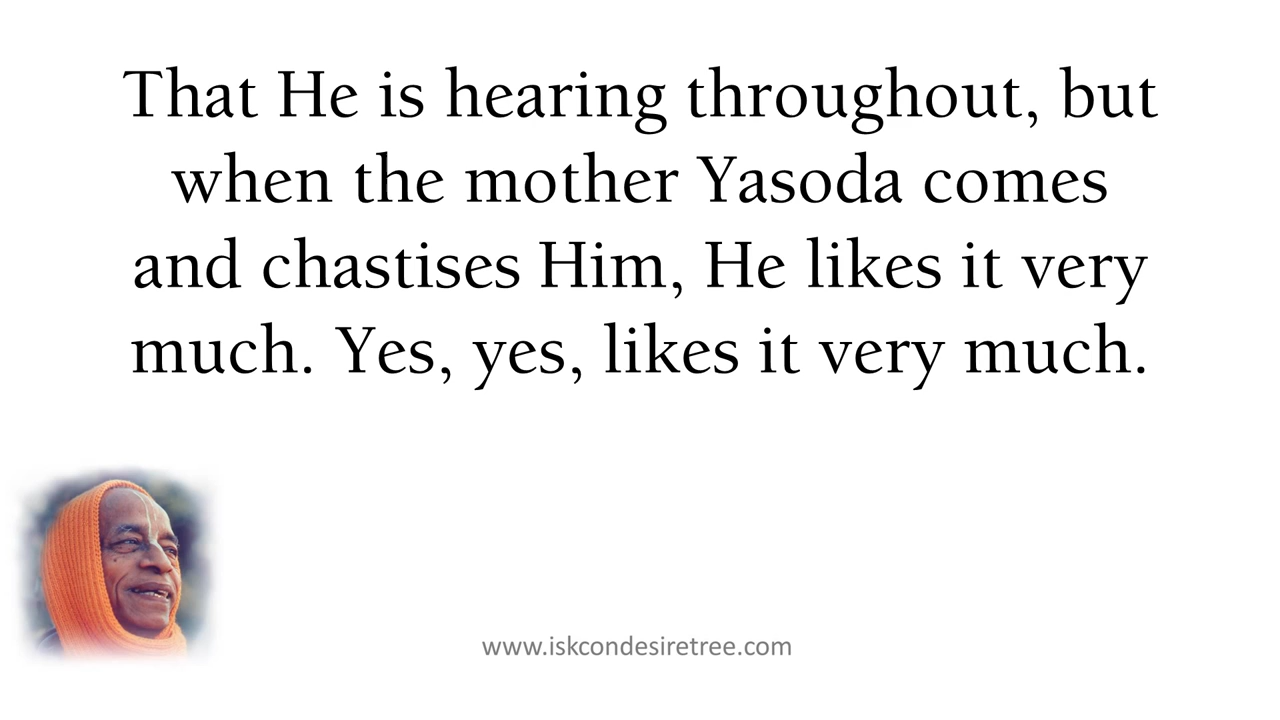 That He is hearing throughout, but
when the mother Yasoda comes
and chastises Him, He likes it very
much. Yes, yes, likes it very much.
www.iskcondesiretree.com